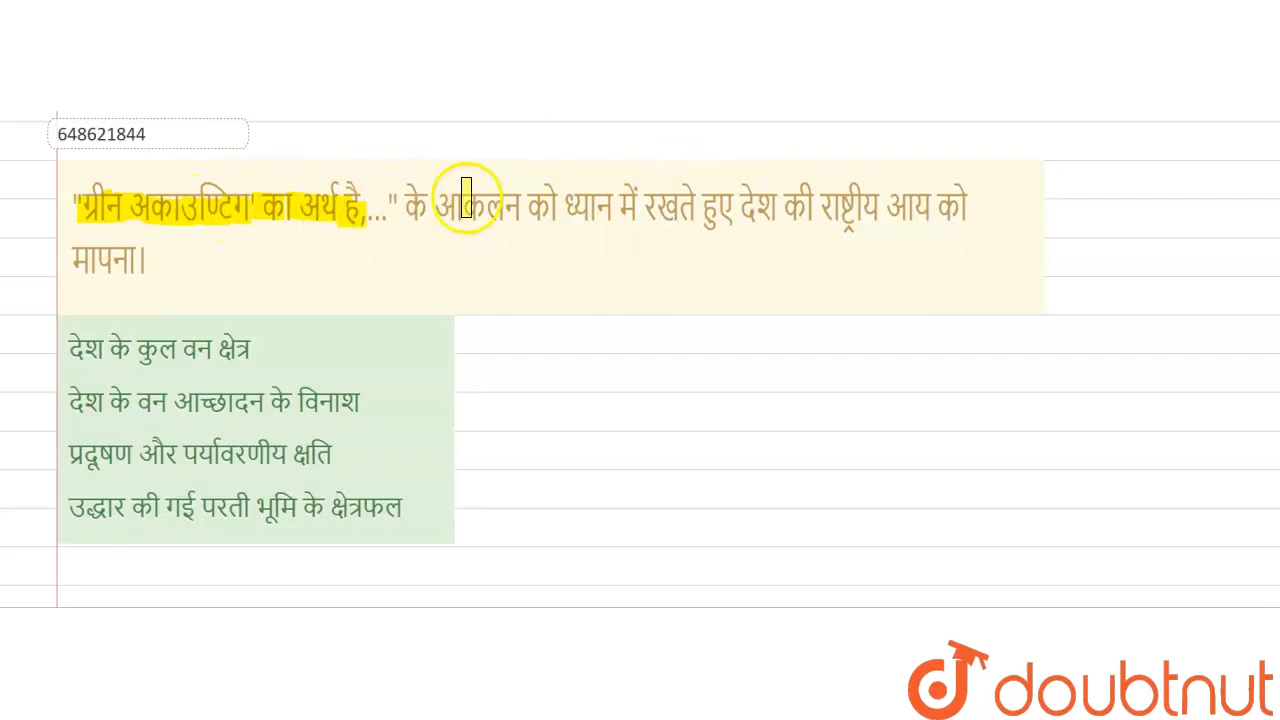 648621844
"ग्रीन अकाउण्टिग' का अर्थ है,..." के आकलन को ध्यान में रखते हुए देश की राष्ट्रीय आय को
मापना।
देश के कुल वन क्षेत्र
देश के वन आच्छादन के विनाश
प्रदूषण और पर्यावरणीय क्षति
उद्धार की गई परती भूमि के क्षेत्रफल
doubtnut